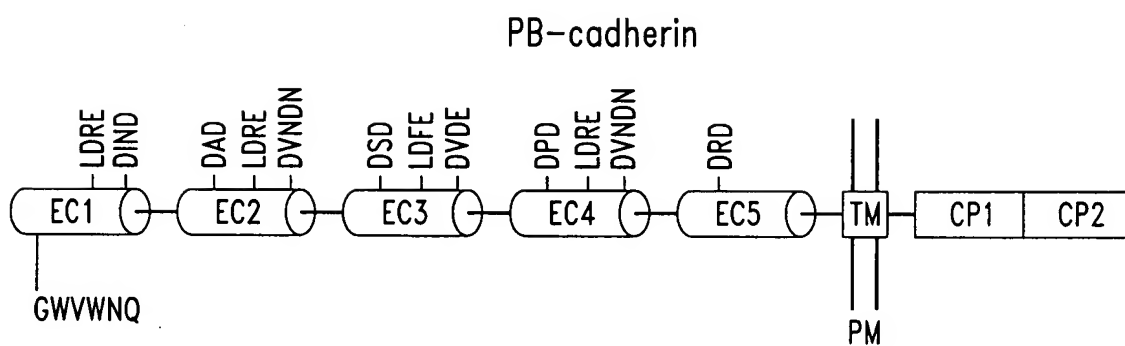 PB-cadherin
LDRE
DIND
DAD
LDRE
DVNDN
DSD
LDFE
DVDE
DPD
LDRE
DVNDN
DRD
EC1
EC2
EC3
EC4
EC5
TM
CP1
CP2
GWVWNQ
PM